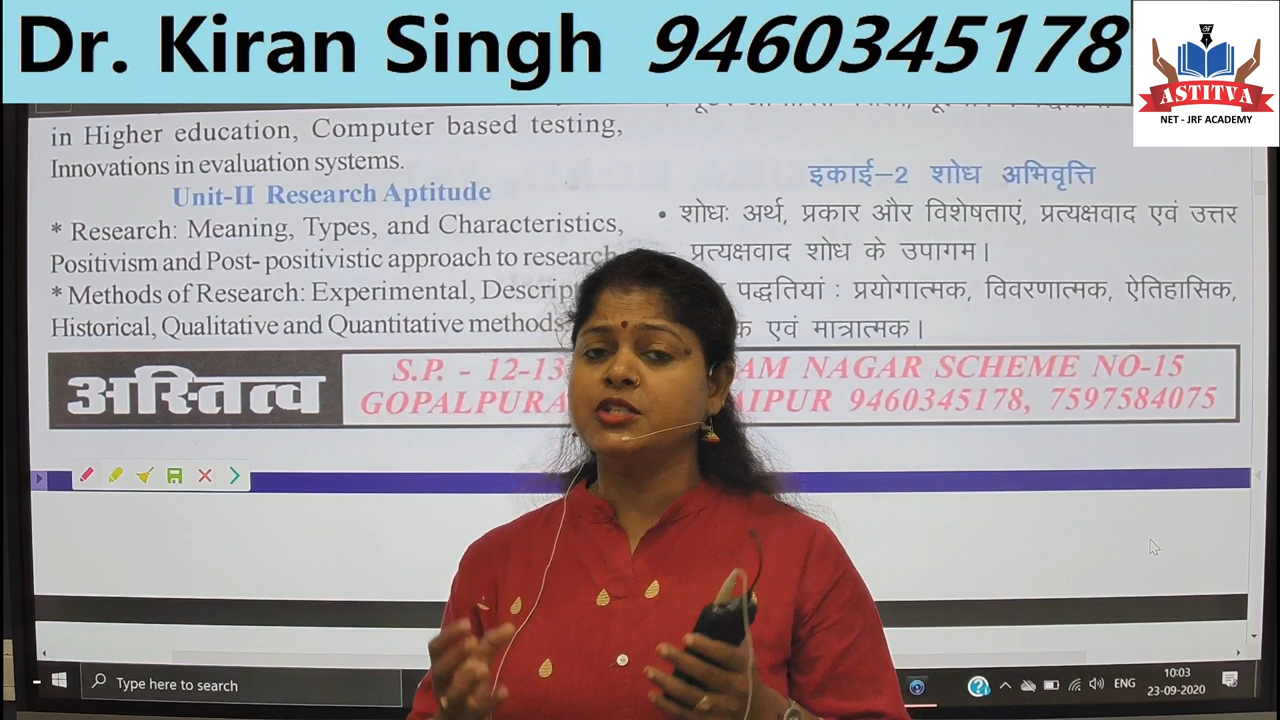 Dr. Kiran Singh 9460345178
ASTITVA
NET - JRF ACADEMY
in Higher education, Computer based testing,
Innovations in evaluation systems.
Unit-II Research Aptitude
* Research: Meaning, Types, and Characteristics,
Positivism and Post- positivistic approach to research
* Methods of Research: Experimental,
Historical, Qualitative and Quantitative methods
इकाई–2 शोध अभिवृत्ति
• शोधः अर्थ, प्रकार और विशेषताएं, प्रत्यक्षवाद एवं उत्तर
– प्रत्यक्षवाद शोध के उपागम।
पद्धतियां : प्रयोगात्मक, विवरणात्मक, ऐतिहासिक,
एवं मात्रात्मक।
अस्तित्व
S.P. - 12-13 NAGAR SCHEME NO-15
GOPALPURA 9460345178, 7597584075
Type here to search
ENG
10:03
23-09-2020